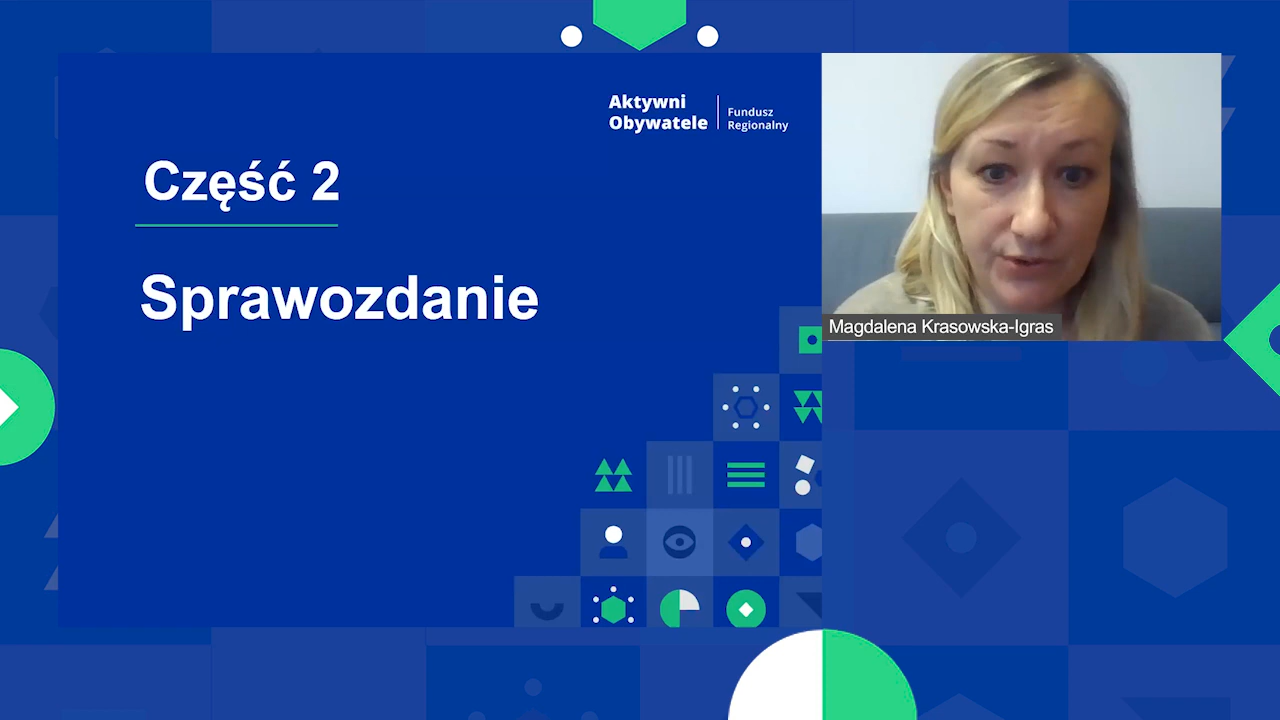 Aktywni
Obywatele
Fundusz
Regionalny
Część 2
Sprawozdanie
Magdalena Krasowska-Igras